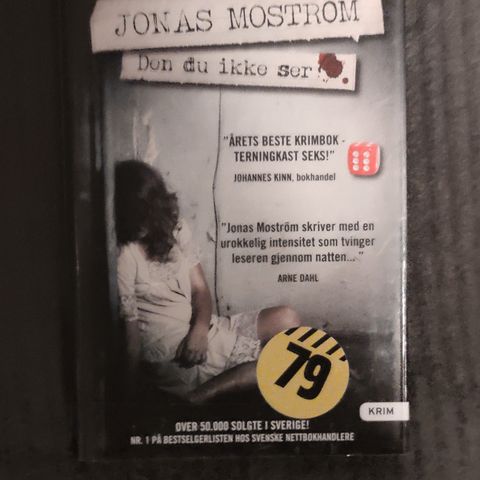 JONAS MOSTRÖM
Den du ikke ser
"ÅRETS BESTE KRIMBOK -
TERNINGKAST SEKS!"
JOHANNES KINN, bokhandel
"Jonas Moström skriver med en
urokkelig intensitet som tvinger
leseren gjennom natten..."
ARNE DAHL
79
KRIM
OVER 50.000 SOLGTE I SVERIGE!
NR. 1 PÅ BESTSELGERLISTEN HOS SVENSKE NETTBOKHANDLERE